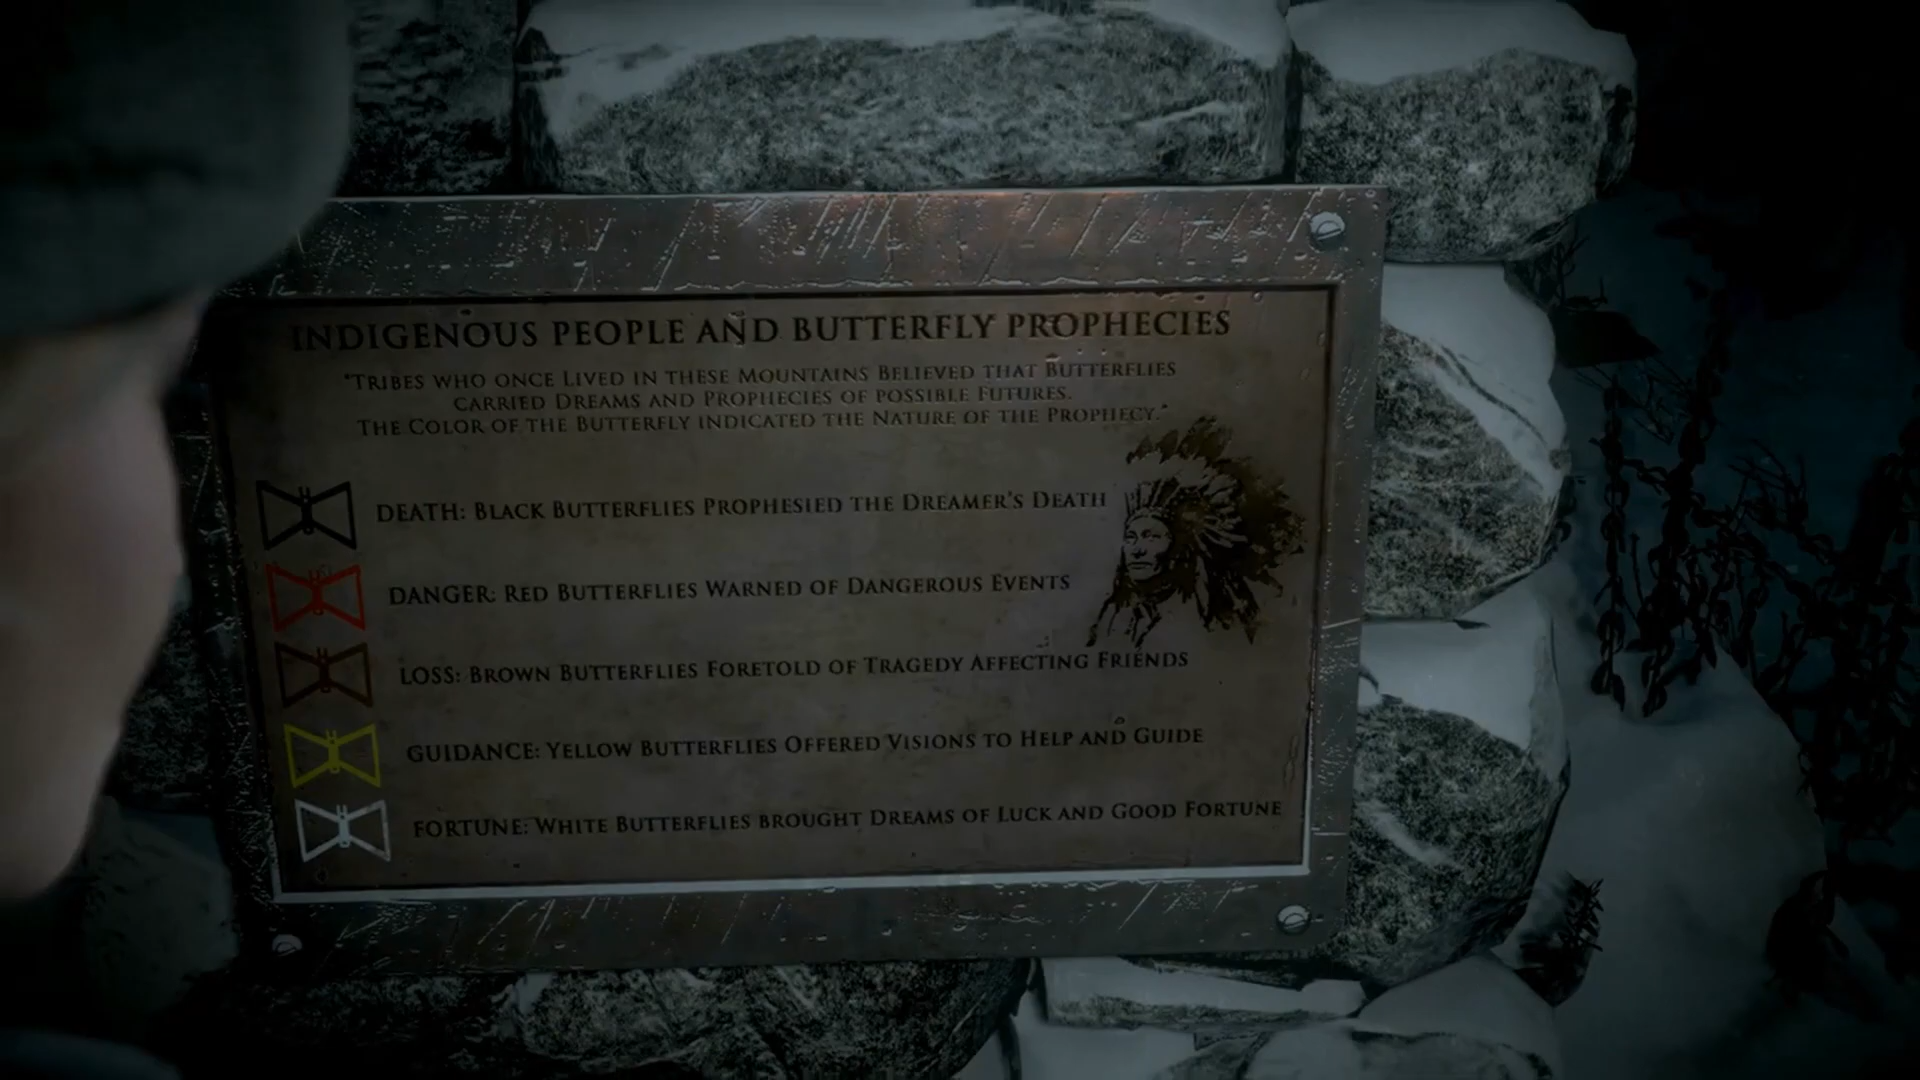 INDIGENOUS PEOPLE AND BUTTERFLY PROPHECIES
"TRIBES WHO ONCE LIVED IN THESE MOUNTAINS BELIEVED THAT BUTTERFLIES
CARRIED DREAMS AND PROPHECIES OF POSSIBLE FUTURES.
THE COLOR OF THE BUTTERFLY INDICATED THE NATURE OF THE PROPHECY."
DEATH: BLACK BUTTERFLIES PROPHESIED THE DREAMER'S DEATH
DANGER: RED BUTTERFLIES WARNED OF DANGEROUS EVENTS
LOSS: BROWN BUTTERFLIES FORETOLD OF TRAGEDY AFFECTING FRIENDS
GUIDANCE: YELLOW BUTTERFLIES OFFERED VISIONS TO HELP AND GUIDE
FORTUNE: WHITE BUTTERFLIES BROUGHT DREAMS OF LUCK AND GOOD FORTUNE